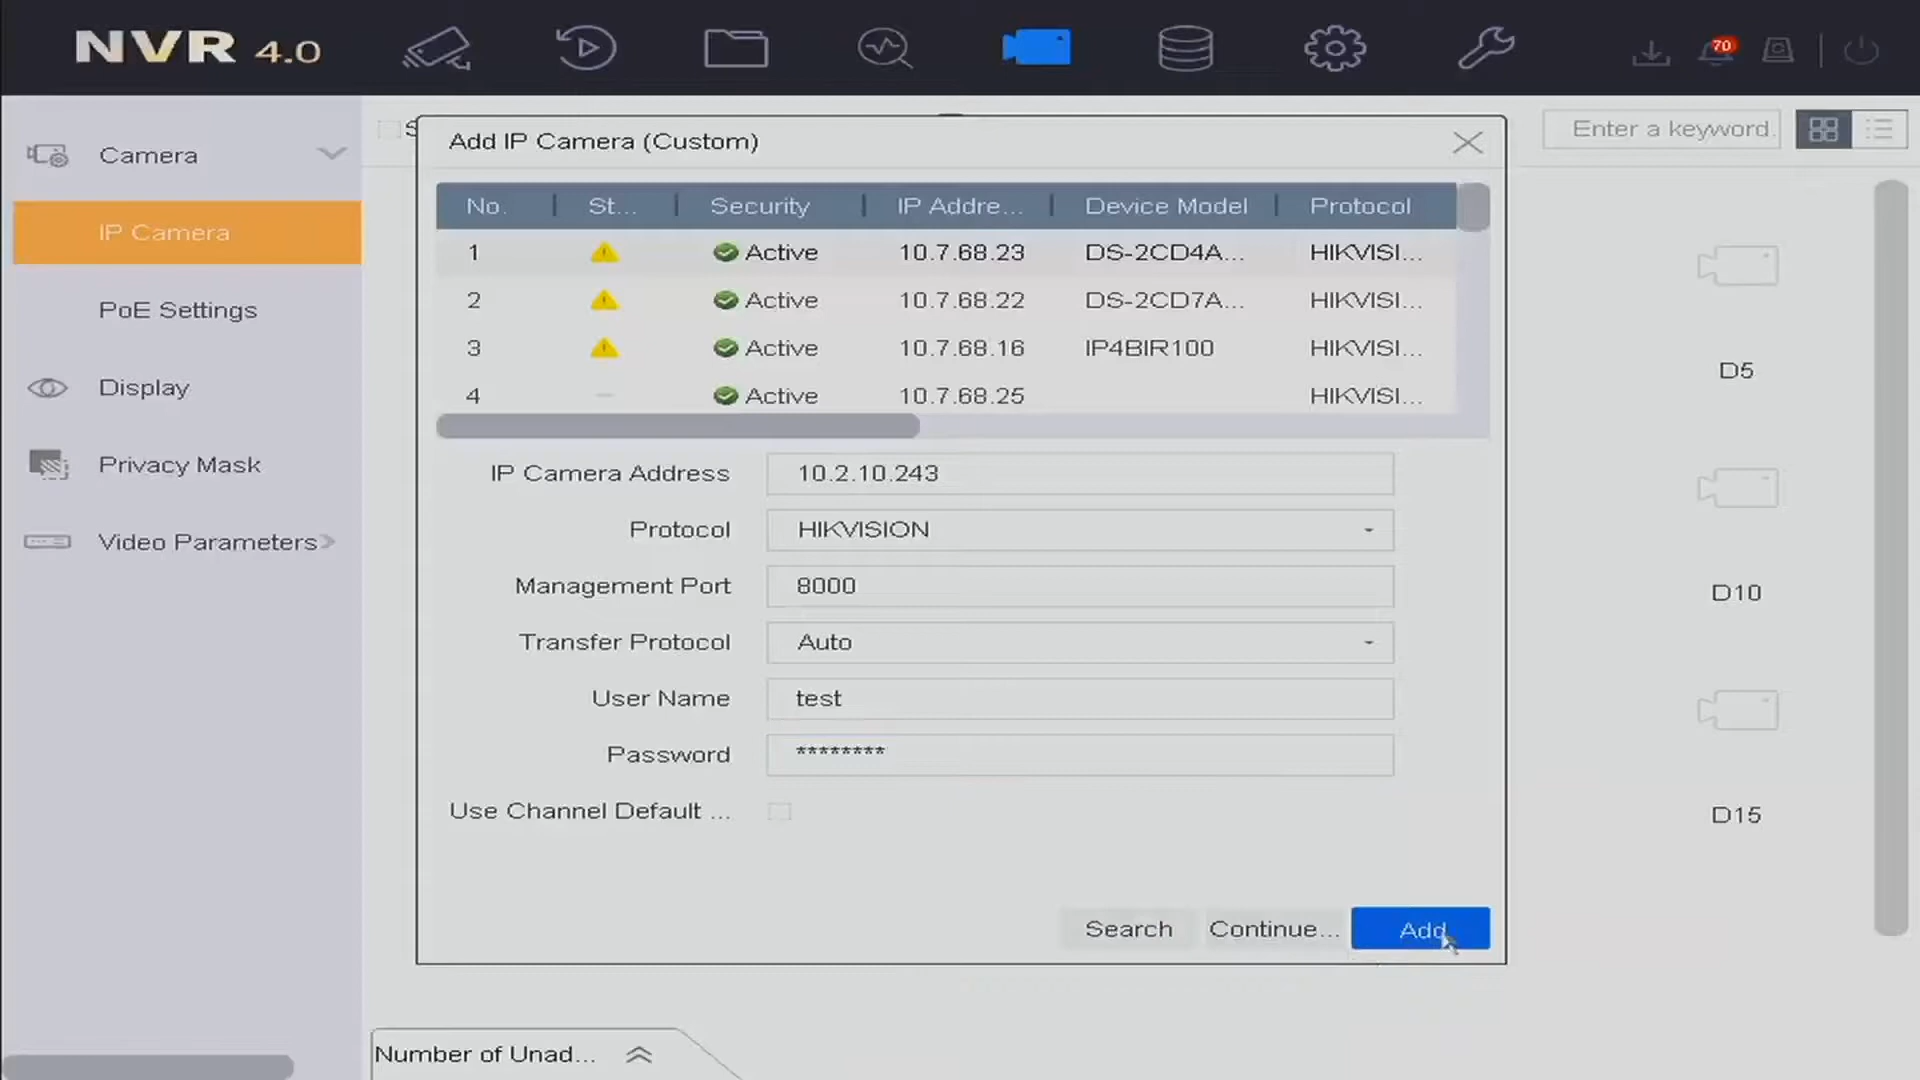 NVR 4.0
70
Camera
IP Camera
PoE Settings
Display
Privacy Mask
Video Parameters
Enter a keyword.
Add IP Camera (Custom)
No. St... Security IP Addre... Device Model Protocol
1 Active 10.7.68.23 DS-2CD4A... HIKVISI...
2 Active 10.7.68.22 DS-2CD7A... HIKVISI...
3 Active 10.7.68.16 IP4BIR100 HIKVISI...
4 — Active 10.7.68.25 HIKVISI...
IP Camera Address 10.2.10.243
Protocol HIKVISION
Management Port 8000
Transfer Protocol Auto
User Name test
Password ********
Use Channel Default ...
Search Continue... Add
D5
D10
D15
Number of Unad...